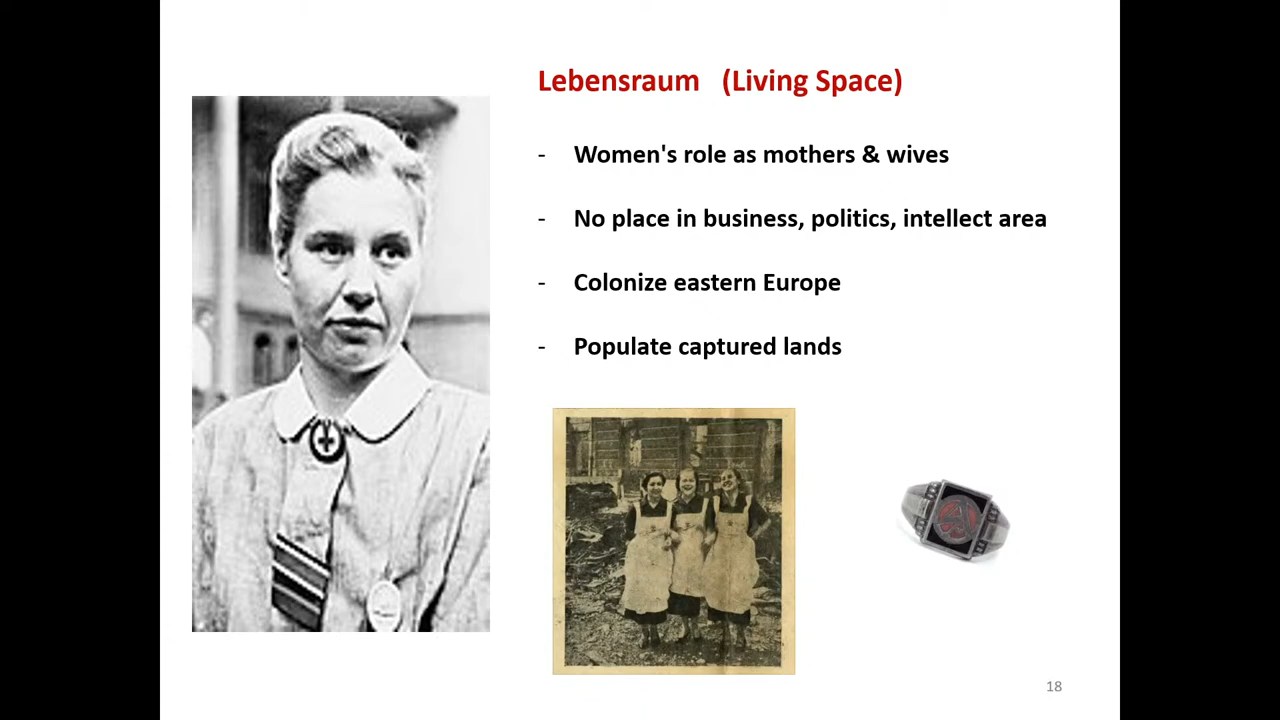 Lebensraum (Living Space)
- Women's role as mothers & wives
- No place in business, politics, intellect area
- Colonize eastern Europe
- Populate captured lands
18